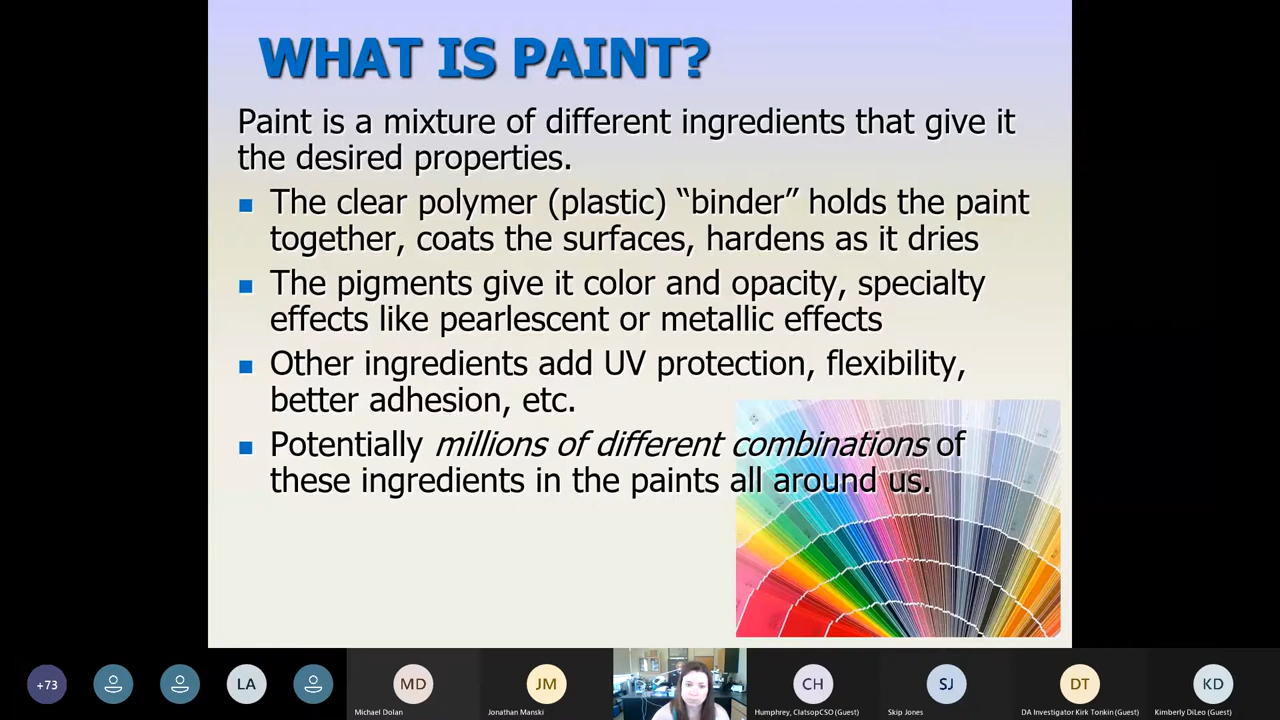 WHAT IS PAINT?
Paint is a mixture of different ingredients that give it
the desired properties.
The clear polymer (plastic) “binder” holds the paint
together, coats the surfaces, hardens as it dries
The pigments give it color and opacity, specialty
effects like pearlescent or metallic effects
Other ingredients add UV protection, flexibility,
better adhesion, etc.
Potentially millions of different combinations of
these ingredients in the paints all around us.
+73
LA
MD
JM
CH
SJ
DT
KD
Michael Dolan
Jonathan Manski
Humphrey, ClatsopCSO (Guest)
Skip Jones
DA Investigator Kirk Tonkin (Guest)
Kimberly DiLeo (Guest)